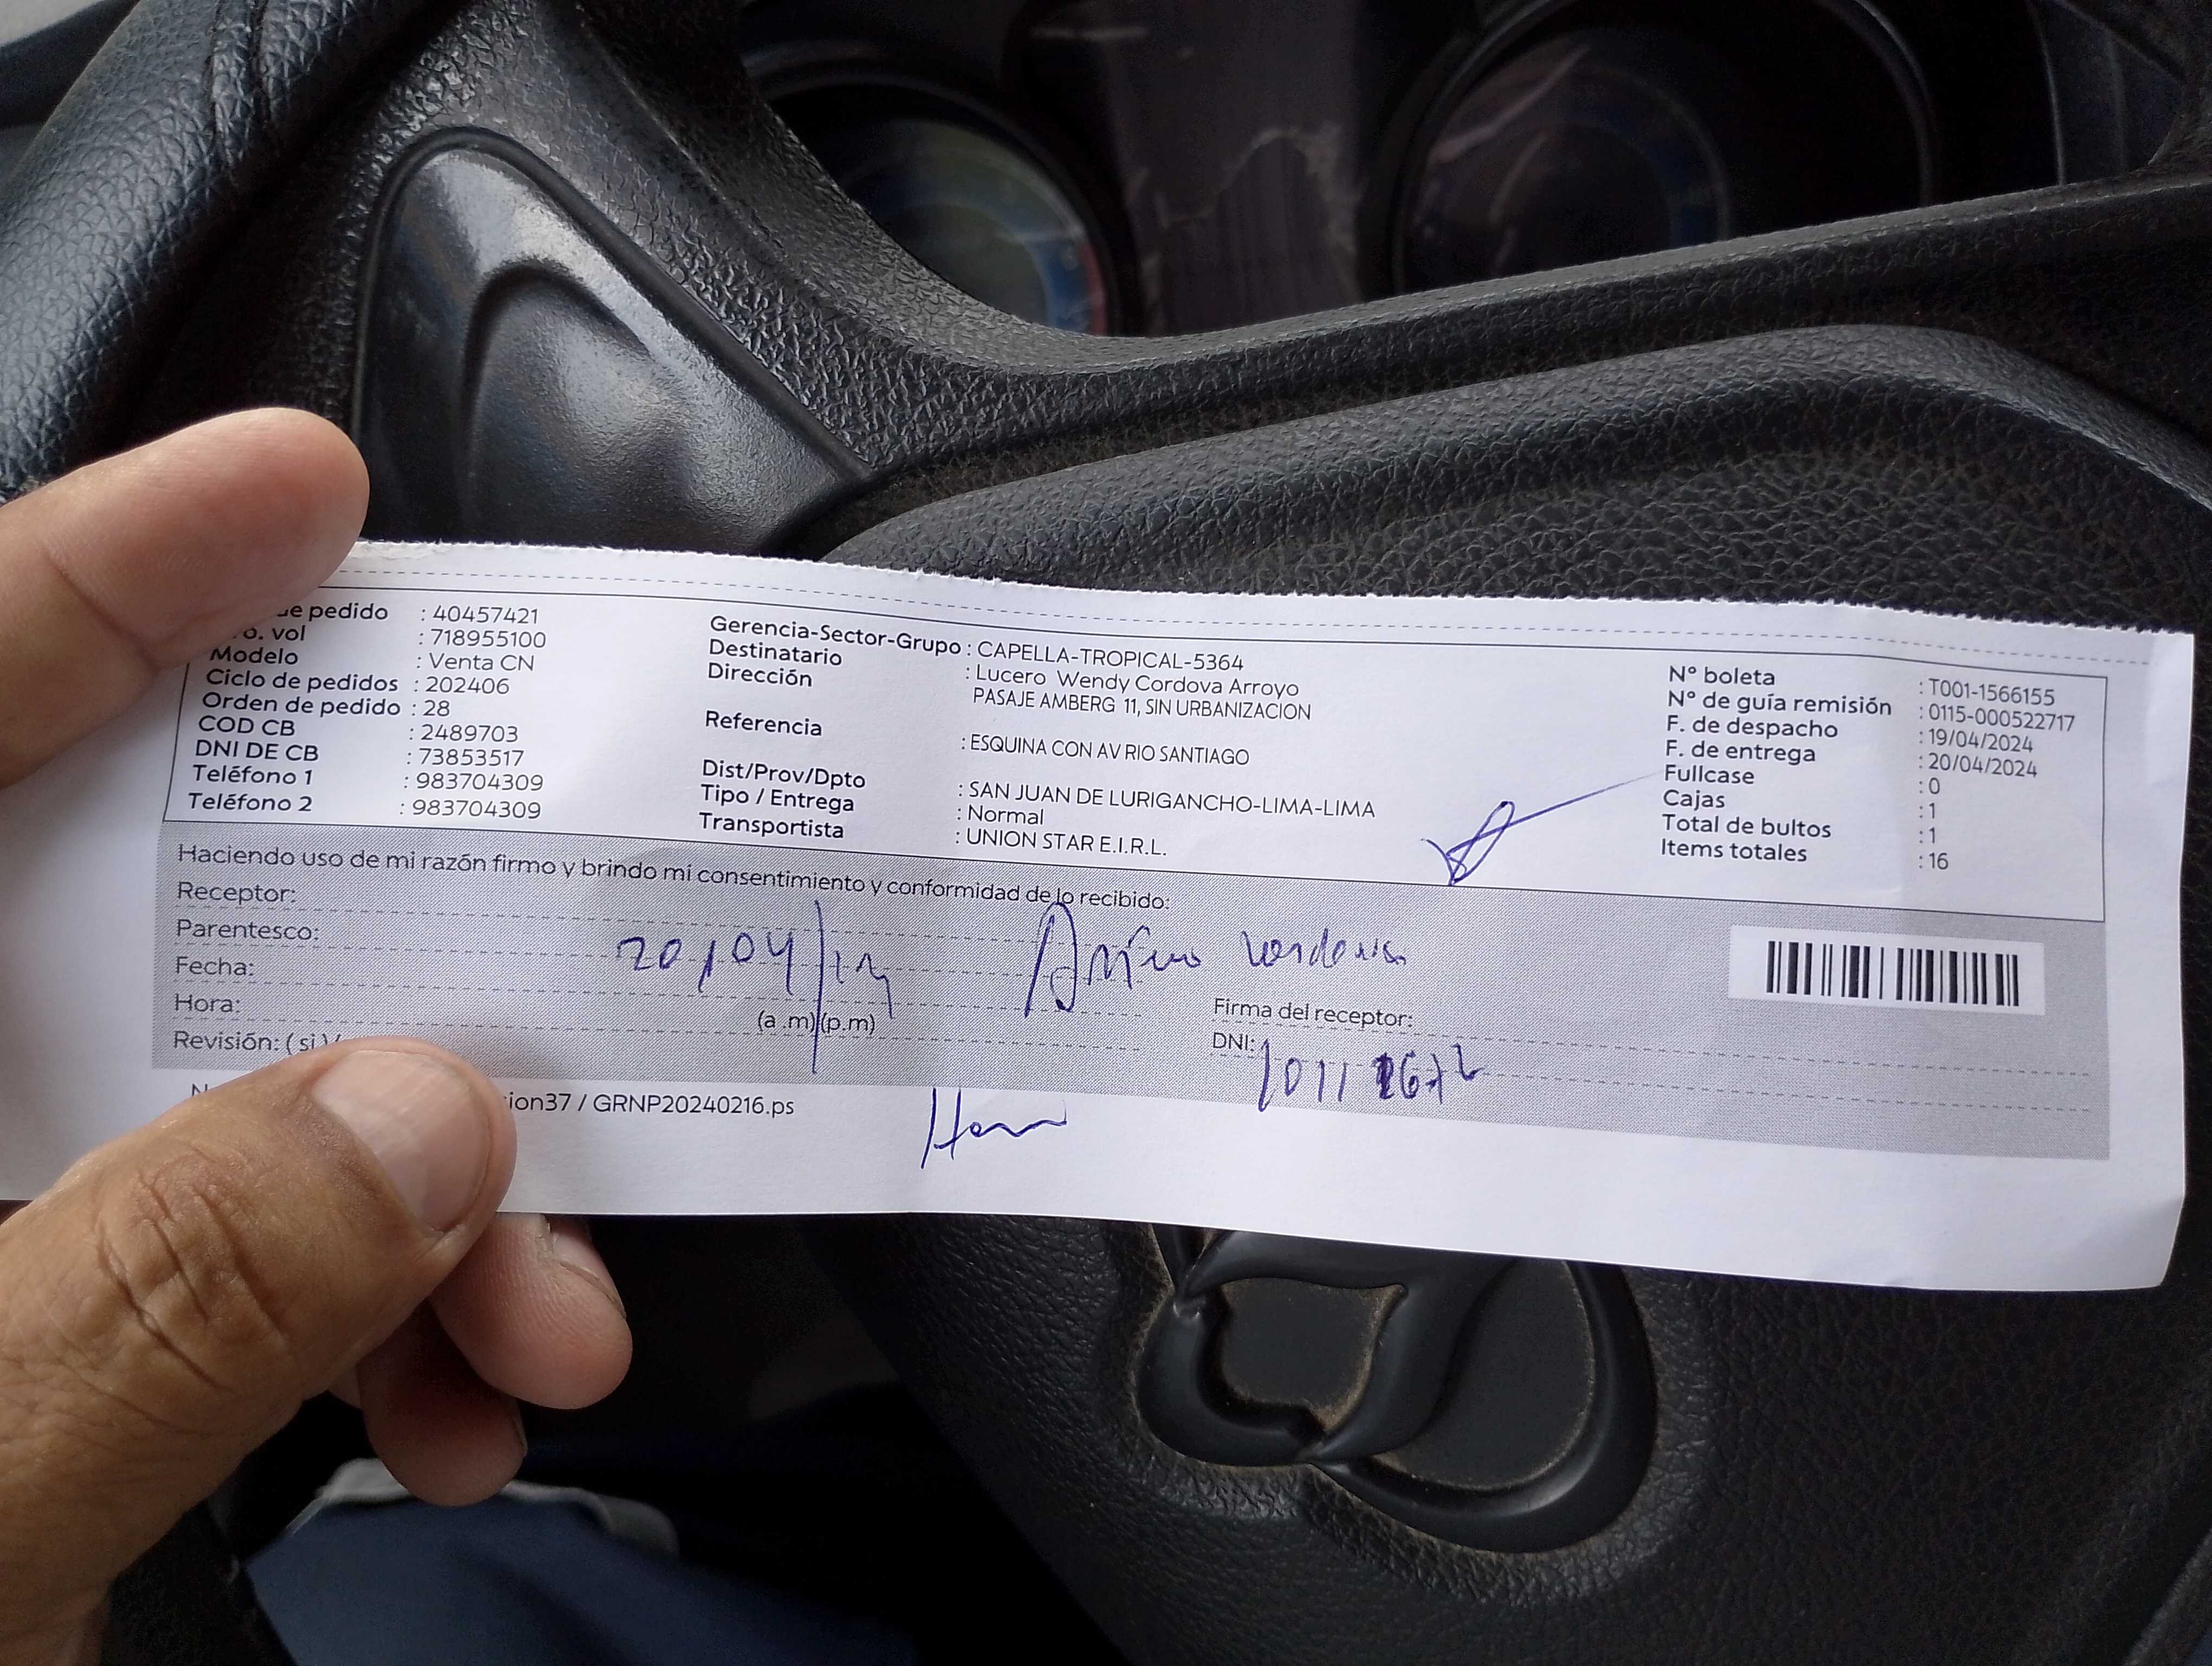 de pedido : 40457421
o. vol : 718955100
Modelo : Venta CN
Ciclo de pedidos : 202406
Orden de pedido : 28
COD CB : 2489703
DNI DE CB : 73853517
Teléfono 1 : 983704309
Teléfono 2 : 983704309
Gerencia-Sector-Grupo : CAPELLA-TROPICAL-5364
Destinatario : Lucero Wendy Cordova Arroyo
Dirección PASAJE AMBERG 11, SIN URBANIZACION
Referencia : ESQUINA CON AV RIO SANTIAGO
Dist/Prov/Dpto : SAN JUAN DE LURIGANCHO-LIMA-LIMA
Tipo / Entrega : Normal
Transportista : UNION STAR E.I.R.L.
N° boleta : T001-1566155
N° de guía remisión : 0115-000522717
F. de despacho : 19/04/2024
F. de entrega : 20/04/2024
Fullcase : 0
Cajas : 1
Total de bultos : 1
Items totales : 16
Haciendo uso de mi razón firmo y brindo mi consentimiento y conformidad de lo recibido:
Receptor:
Parentesco:
Fecha: 20/04
Hora: (a .m) (p.m)
Revisión: ( si )
Firma del receptor:
DNI:
ion37 / GRNP20240216.ps